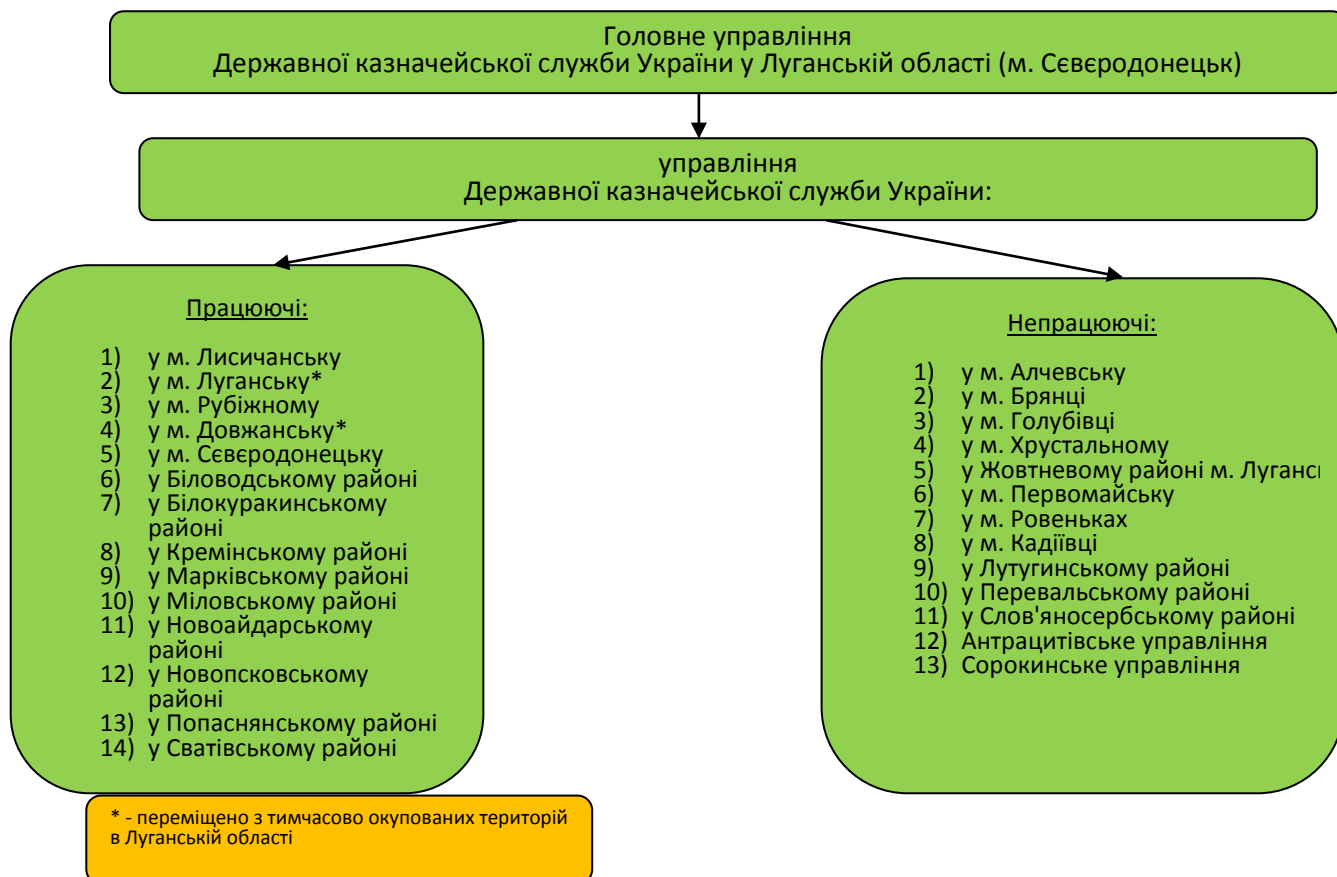 Головне управління
Державної казначейської служби України у Луганській області (м. Сєвєродонецьк)
управління
Державної казначейської служби України:
Працюючі:
1) у м. Лисичанську
2) у м. Луганську*
3) у м. Рубіжному
4) у м. Довжанську*
5) у м. Сєвєродонецьку
6) у Біловодському районі
7) у Білокуракинському
районі
8) у Кремінському районі
9) у Марківському районі
10) у Міловському районі
11) у Новоайдарському
районі
12) у Новопсковському
районі
13) у Попаснянському районі
14) у Сватівському районі
* - переміщено з тимчасово окупованих територій
в Луганській області
Непрацюючі:
1) у м. Алчевську
2) у м. Брянці
3) у м. Голубівці
4) у м. Хрустальному
5) у Жовтневому районі м.
6) у м. Первомайську
7) у м. Ровеньках
8) у м. Кадіївці
9) у Лутугинському районі
10) у Перевальському районі
11) у Слов'яносербському районі
12) Антрацитівське управління
13) Сорокинське управління